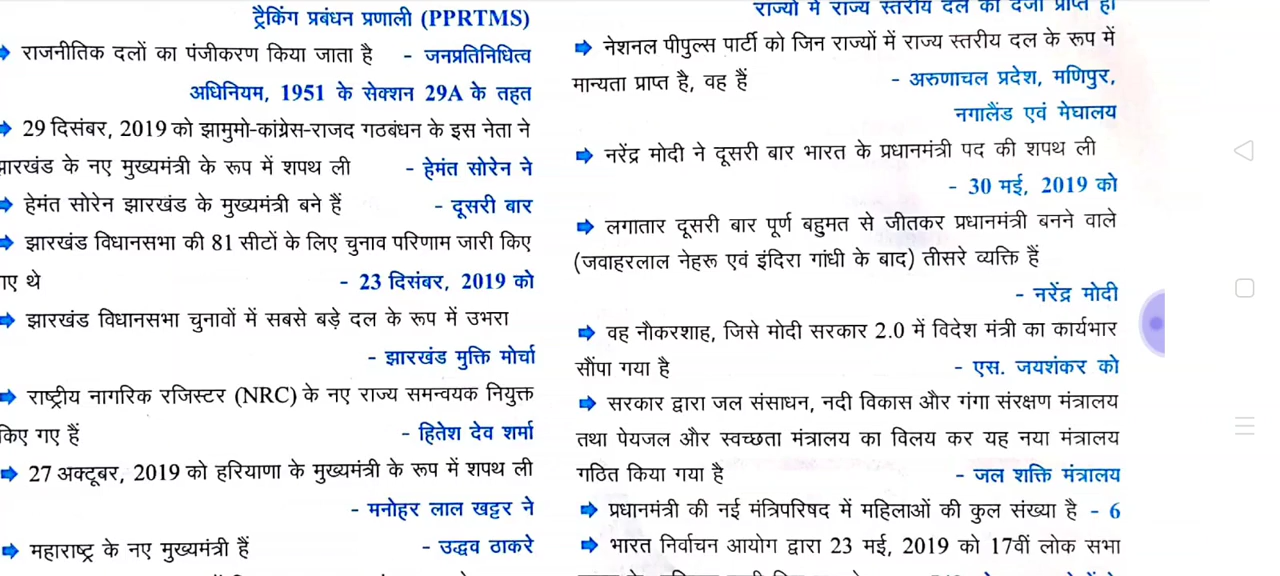 ट्रैकिंग प्रबंधन प्रणाली (PPRTMS)
राजनीतिक दलों का पंजीकरण किया जाता है - जनप्रतिनिधित्व
अधिनियम, 1951 के सेक्शन 29A के तहत
29 दिसंबर, 2019 को झामुमो-कांग्रेस-राजद गठबंधन के इस नेता ने
झारखंड के नए मुख्यमंत्री के रूप में शपथ ली - हेमंत सोरेन ने
हेमंत सोरेन झारखंड के मुख्यमंत्री बने हैं - दूसरी बार
झारखंड विधानसभा की 81 सीटों के लिए चुनाव परिणाम जारी किए
गए थे - 23 दिसंबर, 2019 को
झारखंड विधानसभा चुनावों में सबसे बड़े दल के रूप में उभरा
- झारखंड मुक्ति मोर्चा
राष्ट्रीय नागरिक रजिस्टर (NRC) के नए राज्य समन्वयक नियुक्त
किए गए हैं - हितेश देव शर्मा
27 अक्टूबर, 2019 को हरियाणा के मुख्यमंत्री के रूप में शपथ ली
- मनोहर लाल खट्टर ने
महाराष्ट्र के नए मुख्यमंत्री हैं - उद्धव ठाकरे
राज्यों में राज्य स्तरीय दल का दर्जा प्राप्त है।
नेशनल पीपुल्स पार्टी को जिन राज्यों में राज्य स्तरीय दल के रूप में
मान्यता प्राप्त है, वह हैं - अरुणाचल प्रदेश, मणिपुर,
नगालैंड एवं मेघालय
नरेंद्र मोदी ने दूसरी बार भारत के प्रधानमंत्री पद की शपथ ली
- 30 मई, 2019 को
लगातार दूसरी बार पूर्ण बहुमत से जीतकर प्रधानमंत्री बनने वाले
(जवाहरलाल नेहरू एवं इंदिरा गांधी के बाद) तीसरे व्यक्ति हैं
- नरेंद्र मोदी
वह नौकरशाह, जिसे मोदी सरकार 2.0 में विदेश मंत्री का कार्यभार
सौंपा गया है - एस. जयशंकर को
सरकार द्वारा जल संसाधन, नदी विकास और गंगा संरक्षण मंत्रालय
तथा पेयजल और स्वच्छता मंत्रालय का विलय कर यह नया मंत्रालय
गठित किया गया है - जल शक्ति मंत्रालय
प्रधानमंत्री की नई मंत्रिपरिषद में महिलाओं की कुल संख्या है - 6
भारत निर्वाचन आयोग द्वारा 23 मई, 2019 को 17वीं लोक सभा